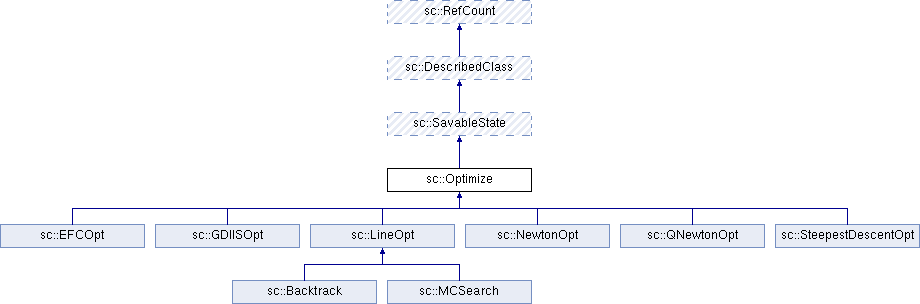 sc::RefCount
sc::DescribedClass
sc::SavableState
sc::Optimize
sc::EFCOpt
sc::GDIISOpt
sc::LineOpt
sc::NewtonOpt
sc::QNewtonOpt
sc::SteepestDescentOpt
sc::Backtrack
sc::MCSearch